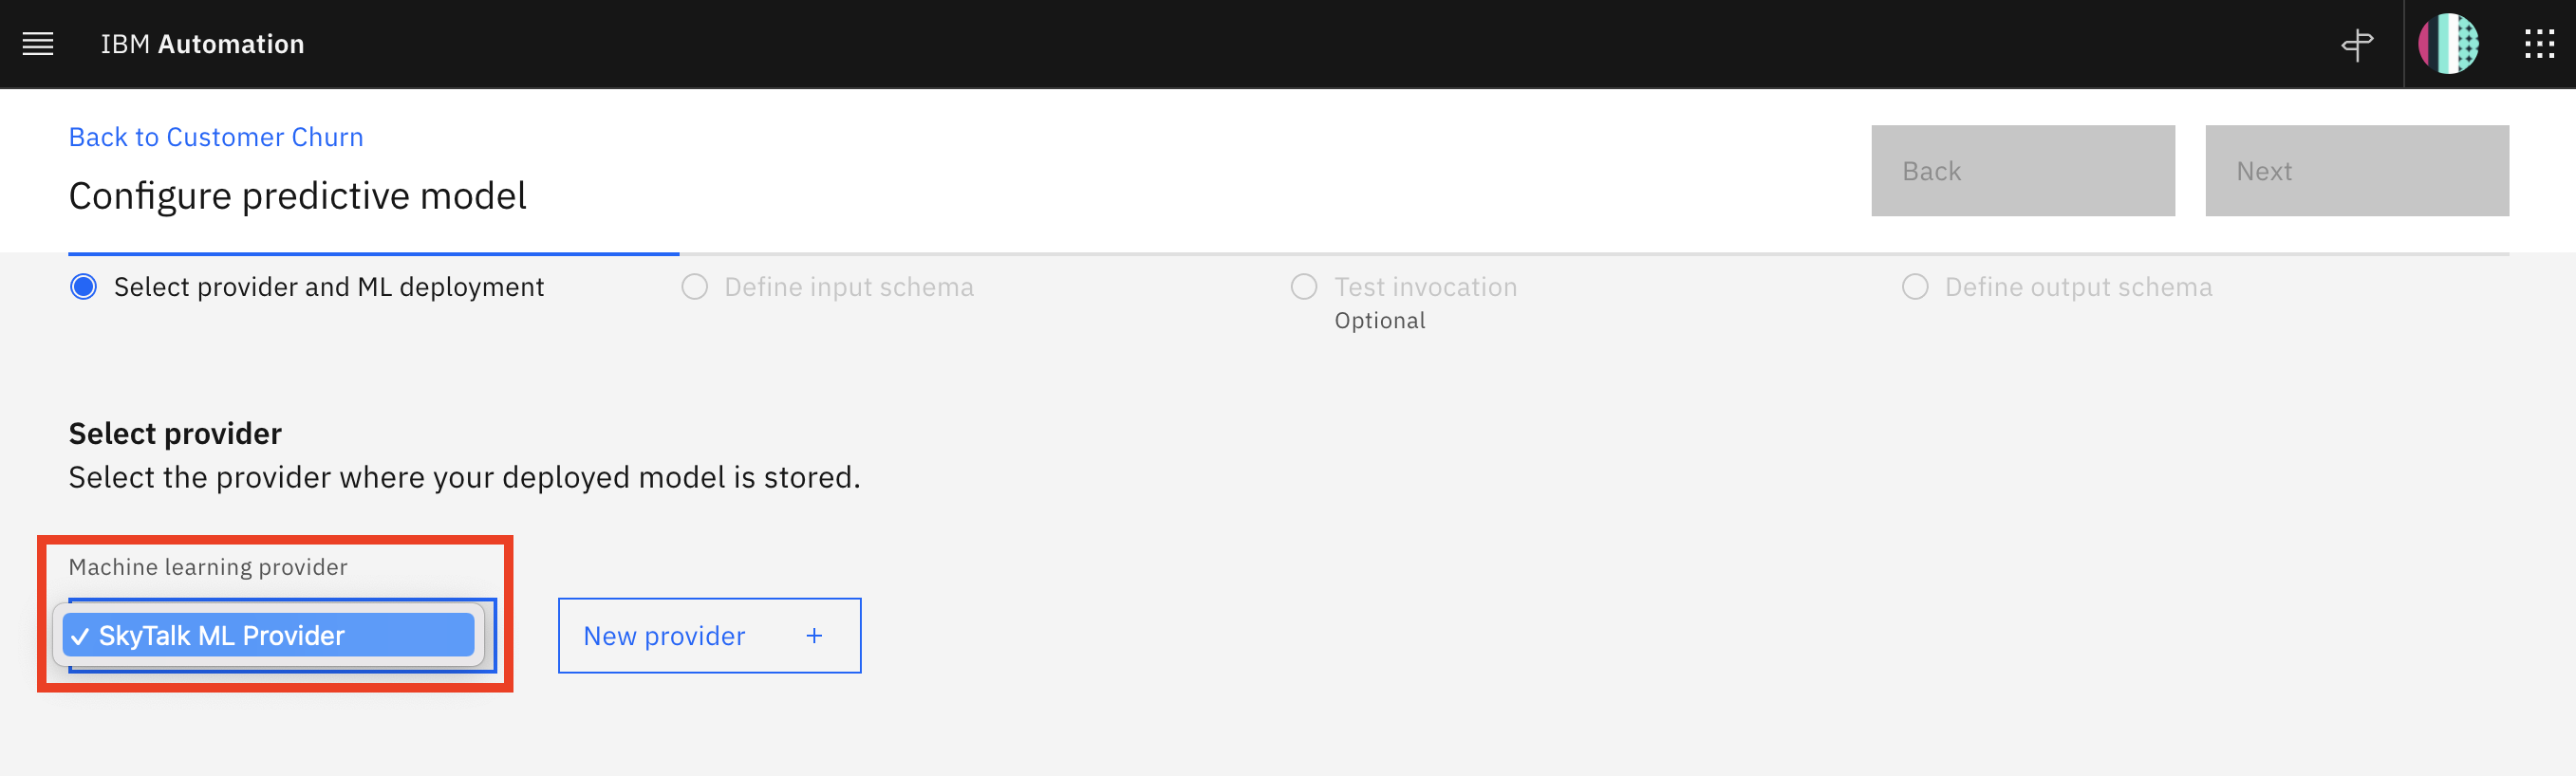 IBM Automation
Back to Customer Churn
Configure predictive model
Back
Next
Select provider and ML deployment
Define input schema
Test invocation
Optional
Define output schema
Select provider
Select the provider where your deployed model is stored.
Machine learning provider
✓ SkyTalk ML Provider
New provider +